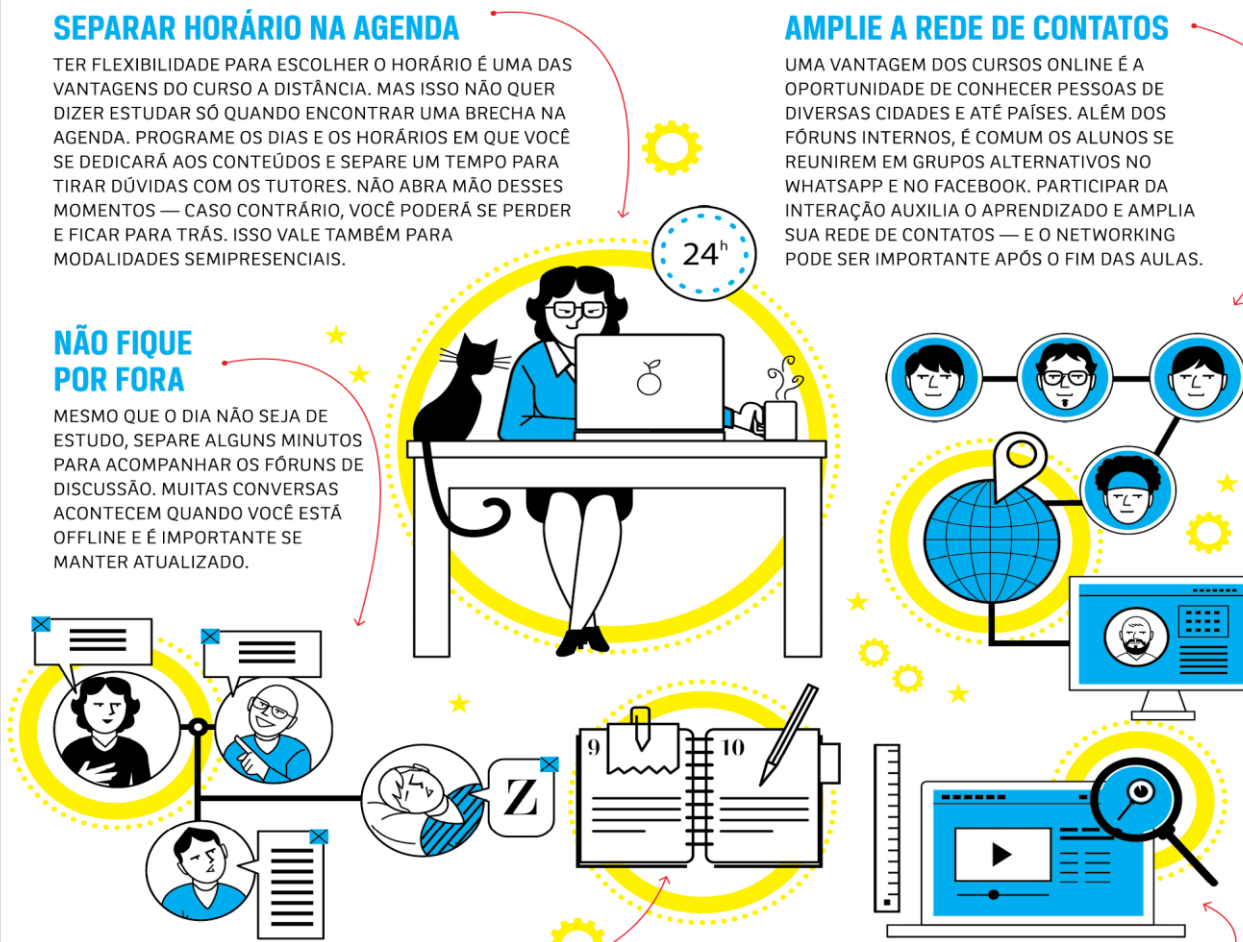 SEPARAR HORÁRIO NA AGENDA
TER FLEXIBILIDADE PARA ESCOLHER O HORÁRIO É UMA DAS
VANTAGENS DO CURSO A DISTÂNCIA. MAS ISSO NÃO QUER
DIZER ESTUDAR SÓ QUANDO ENCONTRAR UMA BRECHA NA
AGENDA. PROGRAME OS DIAS E OS HORÁRIOS EM QUE VOCÊ
SE DEDICARÁ AOS CONTEÚDOS E SEPARE UM TEMPO PARA
TIRAR DÚVIDAS COM OS TUTORES. NÃO ABRA MÃO DESSES
MOMENTOS — CASO CONTRÁRIO, VOCÊ PODERÁ SE PERDER
E FICAR PARA TRÁS. ISSO VALE TAMBÉM PARA
MODALIDADES SEMIPRESENCIAIS.
AMPLIE A REDE DE CONTATOS
UMA VANTAGEM DOS CURSOS ONLINE É A
OPORTUNIDADE DE CONHECER PESSOAS DE
DIVERSAS CIDADES E ATÉ PAÍSES. ALÉM DOS
FÓRUNS INTERNOS, É COMUM OS ALUNOS SE
REUNIREM EM GRUPOS ALTERNATIVOS NO
WHATSAPP E NO FACEBOOK. PARTICIPAR DA
INTERAÇÃO AUXILIA O APRENDIZADO E AMPLIA
SUA REDE DE CONTATOS — E O NETWORKING
PODE SER IMPORTANTE APÓS O FIM DAS AULAS.
24h
NÃO FIQUE
POR FORA
MESMO QUE O DIA NÃO SEJA DE
ESTUDO, SEPARE ALGUNS MINUTOS
PARA ACOMPANHAR OS FÓRUNS DE
DISCUSSÃO. MUITAS CONVERSAS
ACONTECEM QUANDO VOCÊ ESTÁ
OFFLINE E É IMPORTANTE SE
MANTER ATUALIZADO.
Z
9
10